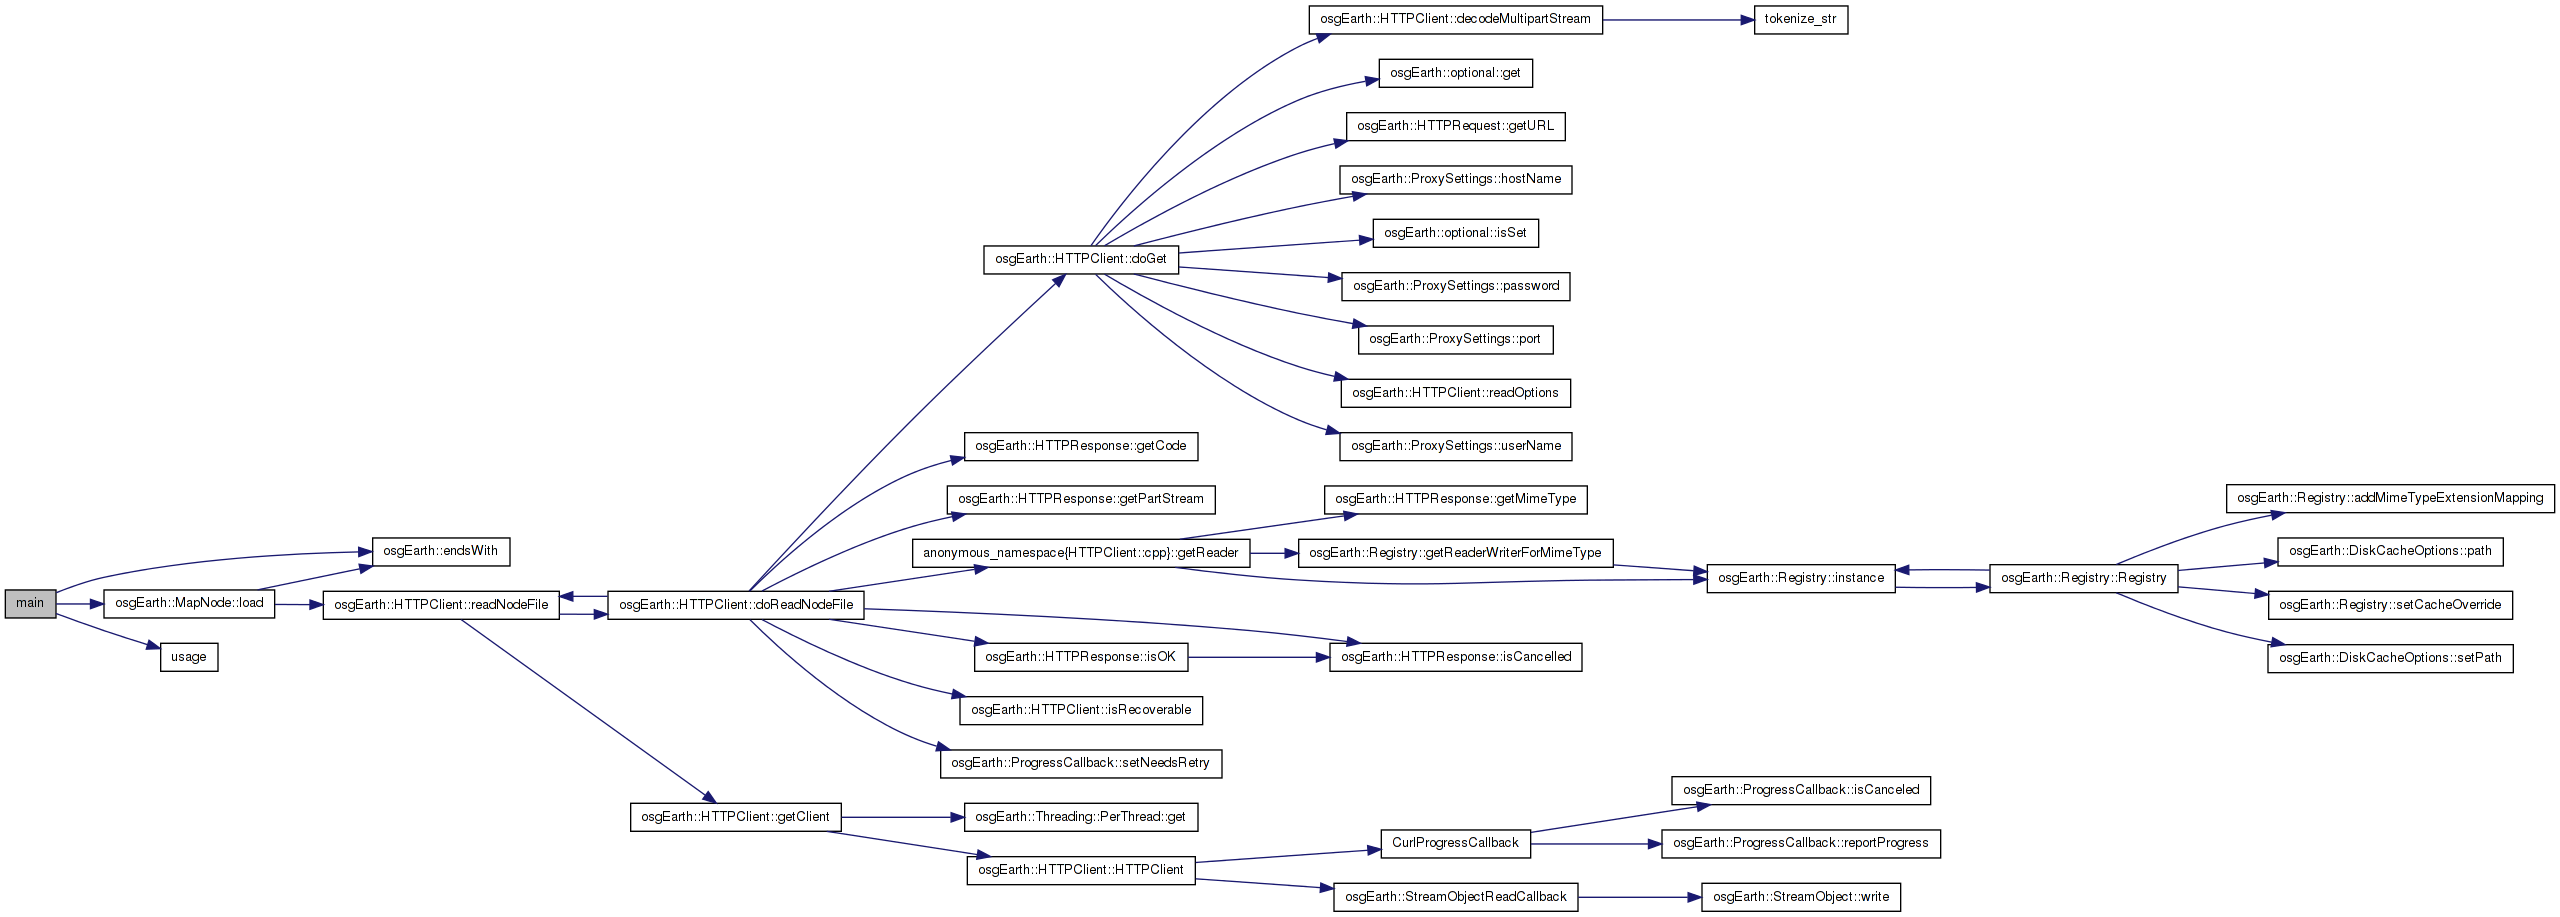 osgEarth::HTTPClient::decodeMultipartStream
tokenize_str
osgEarth::optional::get
osgEarth::HTTPRequest::getURL
osgEarth::ProxySettings::hostName
osgEarth::optional::isSet
osgEarth::HTTPClient::doGet
osgEarth::ProxySettings::password
osgEarth::ProxySettings::port
osgEarth::HTTPClient::readOptions
osgEarth::HTTPResponse::getCode
osgEarth::ProxySettings::userName
osgEarth::HTTPResponse::getPartStream
osgEarth::HTTPResponse::getMimeType
osgEarth::Registry::addMimeTypeExtensionMapping
osgEarth::endsWith
anonymous_namespace{HTTPClient::cpp}::getReader
osgEarth::Registry::getReaderWriterForMimeType
osgEarth::DiskCacheOptions::path
osgEarth::Registry::instance
osgEarth::Registry::Registry
main
osgEarth::MapNode::load
osgEarth::HTTPClient::readNodeFile
osgEarth::HTTPClient::doReadNodeFile
osgEarth::Registry::setCacheOverride
usage
osgEarth::HTTPResponse::isOK
osgEarth::HTTPResponse::isCancelled
osgEarth::DiskCacheOptions::setPath
osgEarth::HTTPClient::isRecoverable
osgEarth::ProgressCallback::setNeedsRetry
osgEarth::ProgressCallback::isCanceled
osgEarth::HTTPClient::getClient
osgEarth::Threading::PerThread::get
CurlProgressCallback
osgEarth::ProgressCallback::reportProgress
osgEarth::HTTPClient::HTTPClient
osgEarth::StreamObjectReadCallback
osgEarth::StreamObject::write